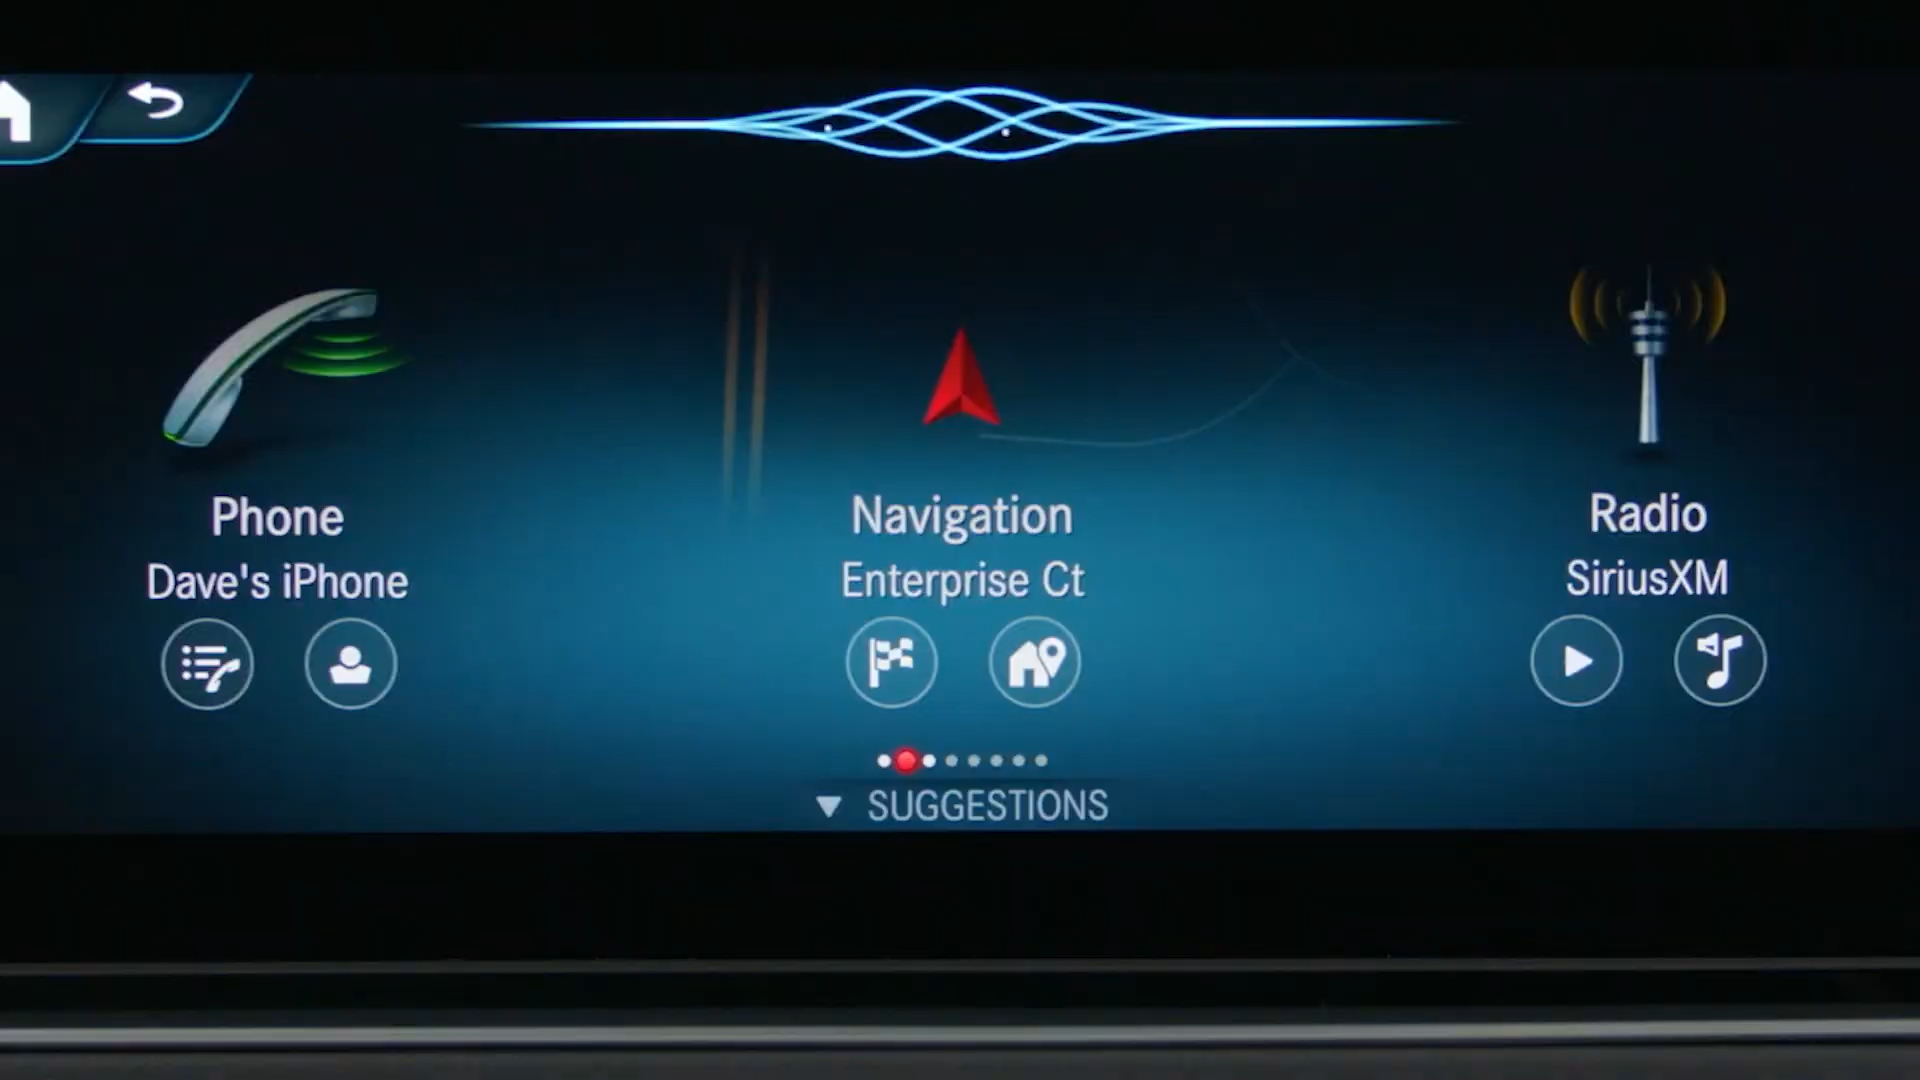 Phone
Dave's iPhone
Navigation
Enterprise Ct
Radio
SiriusXM
SUGGESTIONS